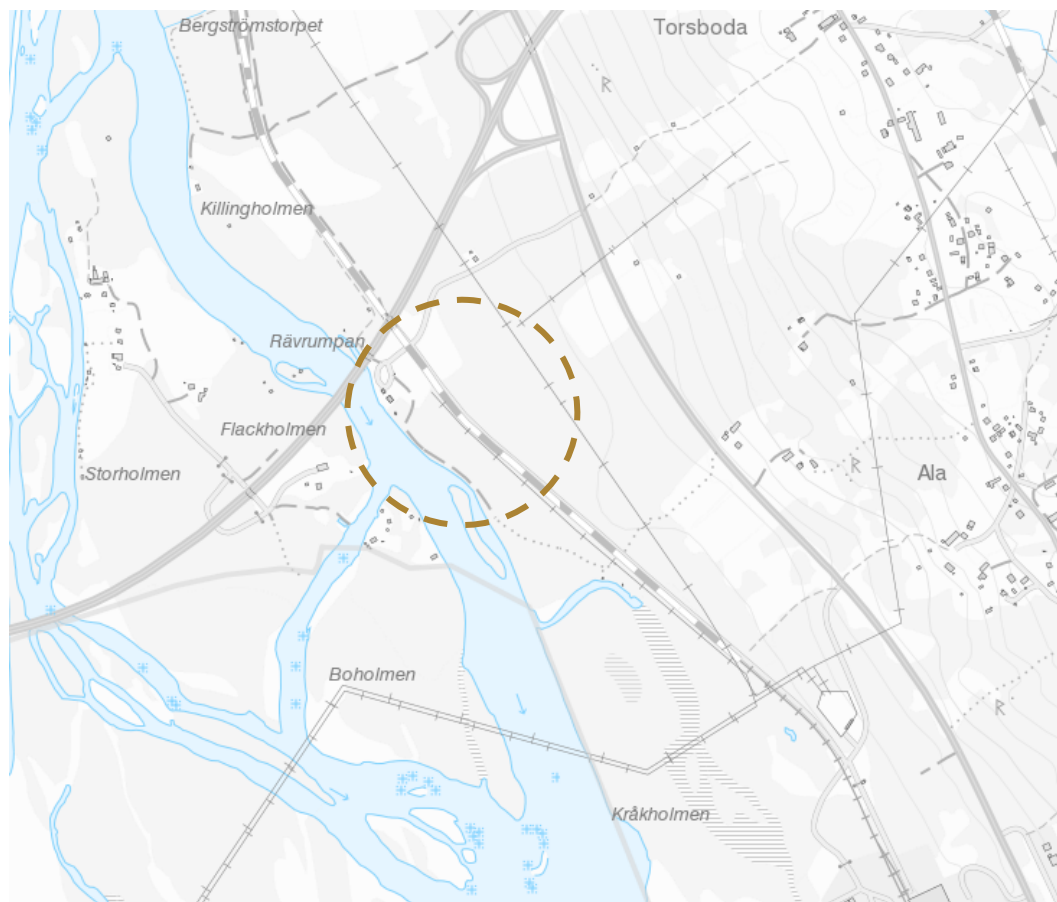 Bergströmstorpet
Torsboda
Killingholmen
Rävrumpan
Flackholmen
Storholmen
Ala
Boholmen
Kråkholmen